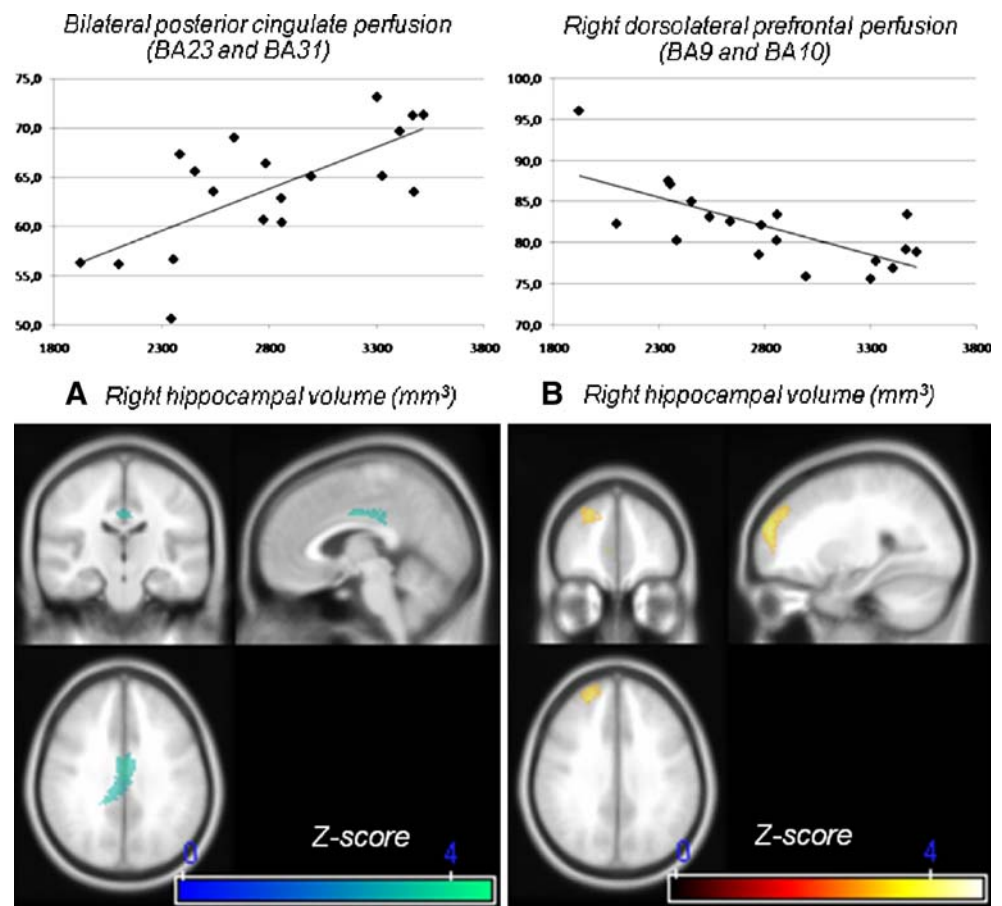 Bilateral posterior cingulate perfusion
(BA23 and BA31)
75,0
70,0
65,0
60,0
55,0
50,0
1800 2300 2800 3300 3800
A Right hippocampal volume (mm³)
Right dorsolateral prefrontal perfusion
(BA9 and BA10)
100,0
95,0
90,0
85,0
80,0
75,0
70,0
1800 2300 2800 3300 3800
B Right hippocampal volume (mm³)
Z-score
0 4
Z-score
0 4